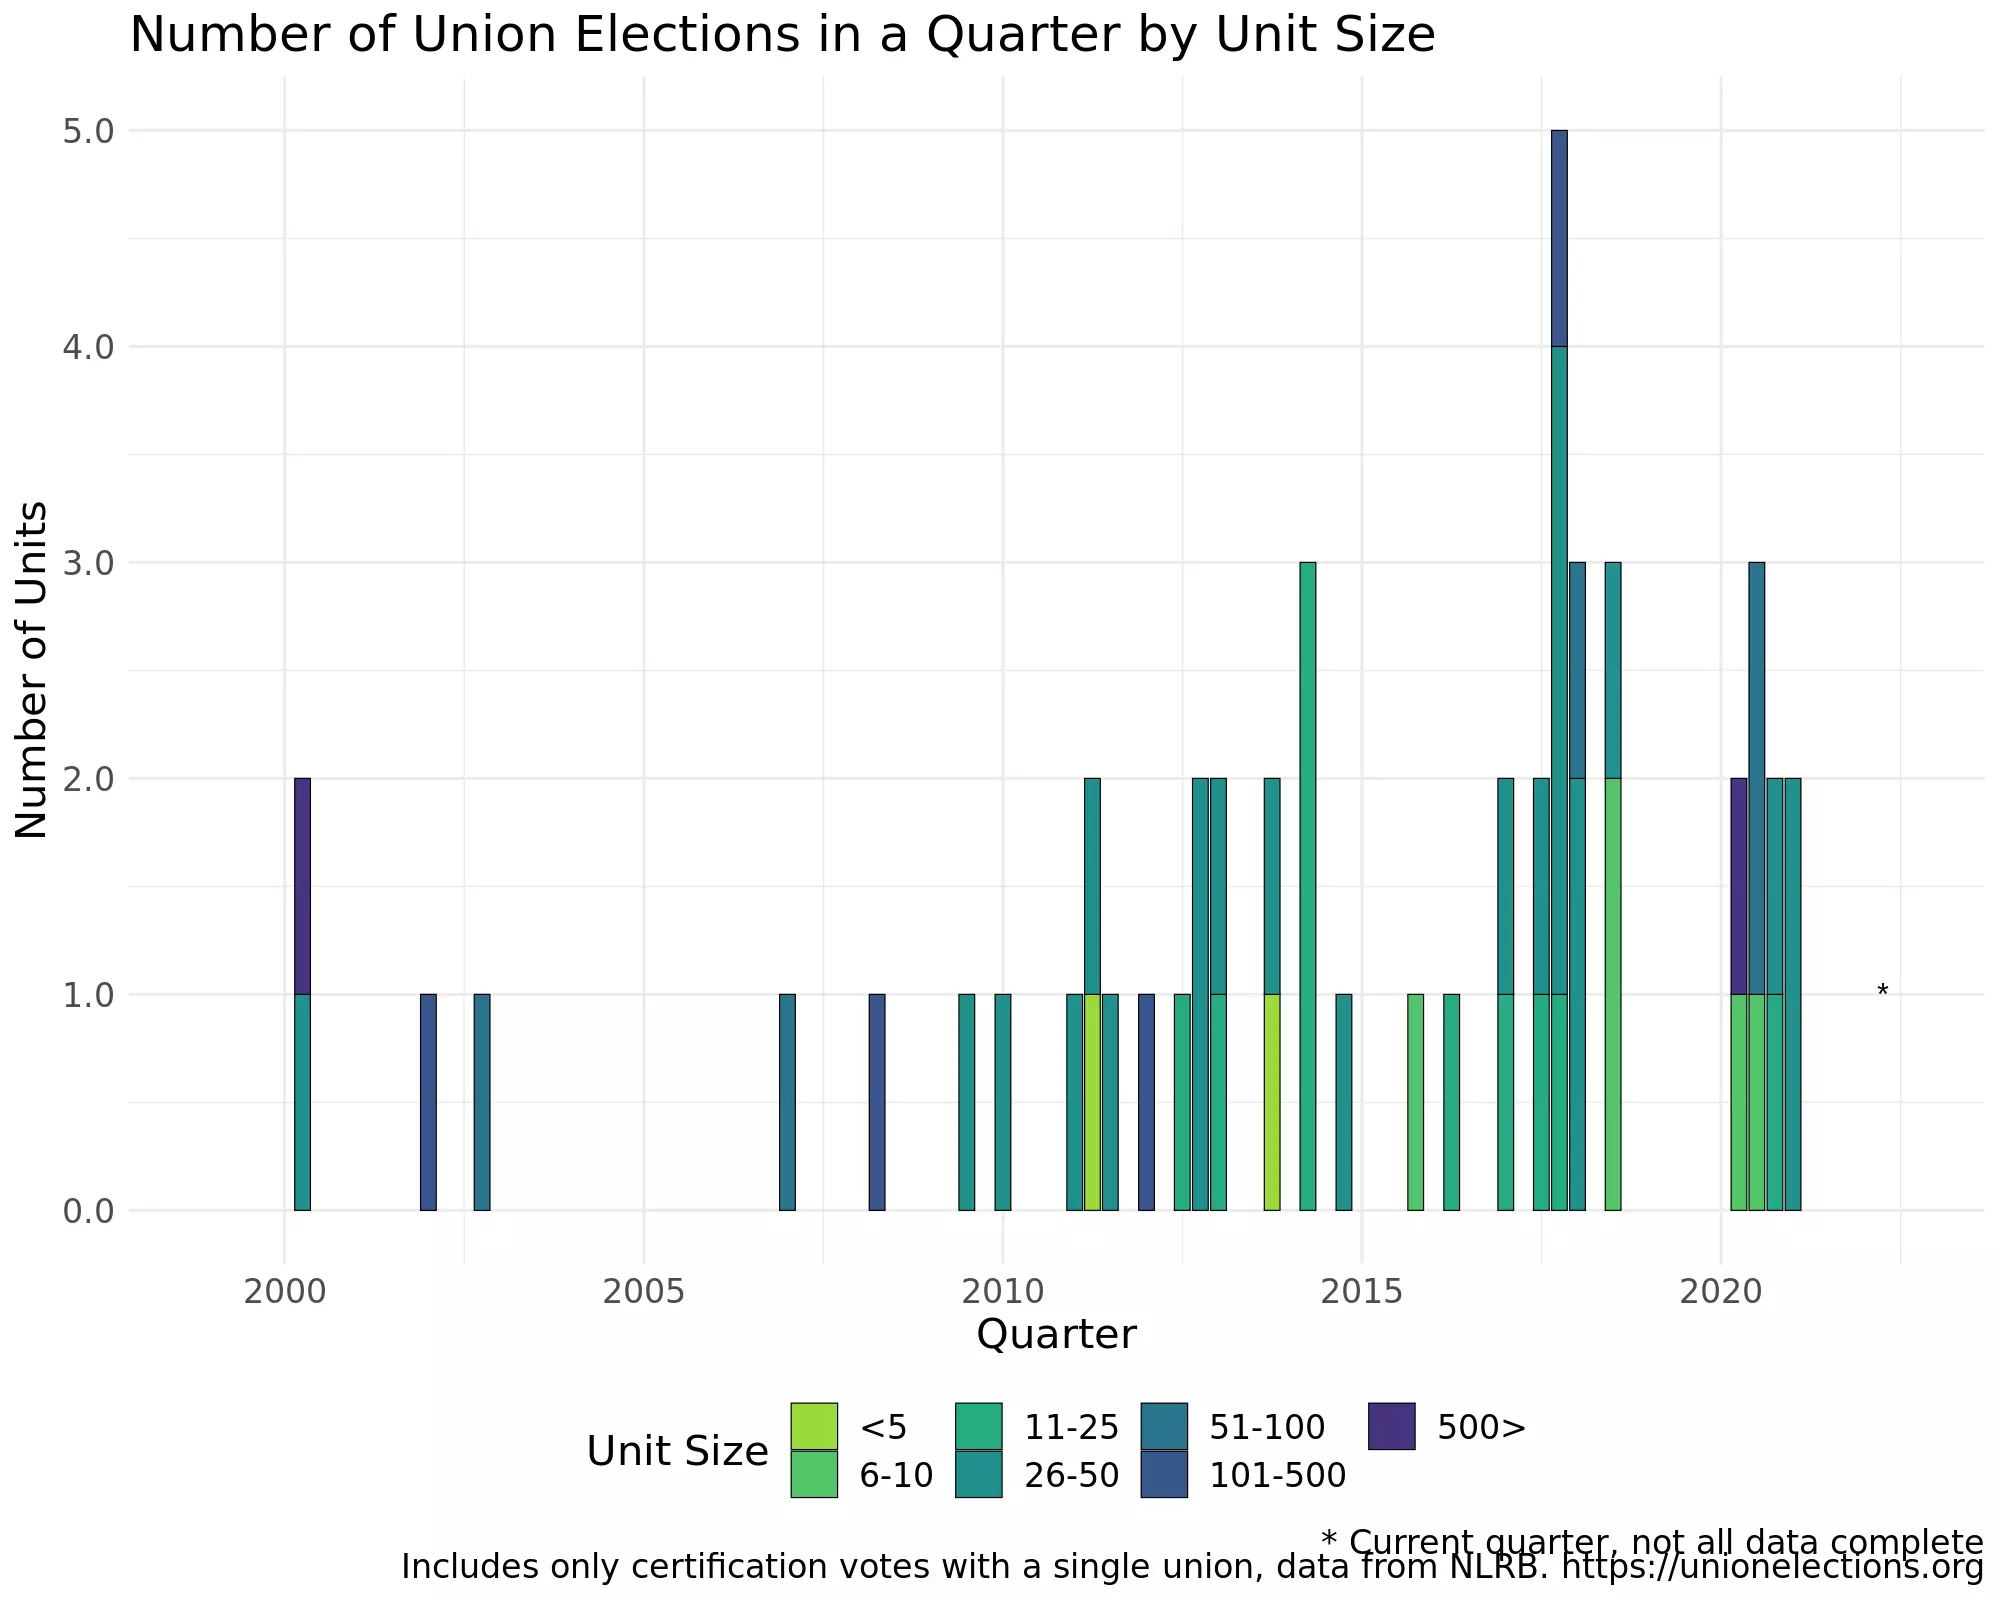 Number of Union Elections in a Quarter by Unit Size
Number of Units
5.0
4.0
3.0
2.0
1.0
0.0
*
2000 2005 2010 2015 2020
Quarter
Unit Size
<5 11-25 51-100 500>
6-10 26-50 101-500
* Current quarter, not all data complete
Includes only certification votes with a single union, data from NLRB. https://unionelections.org